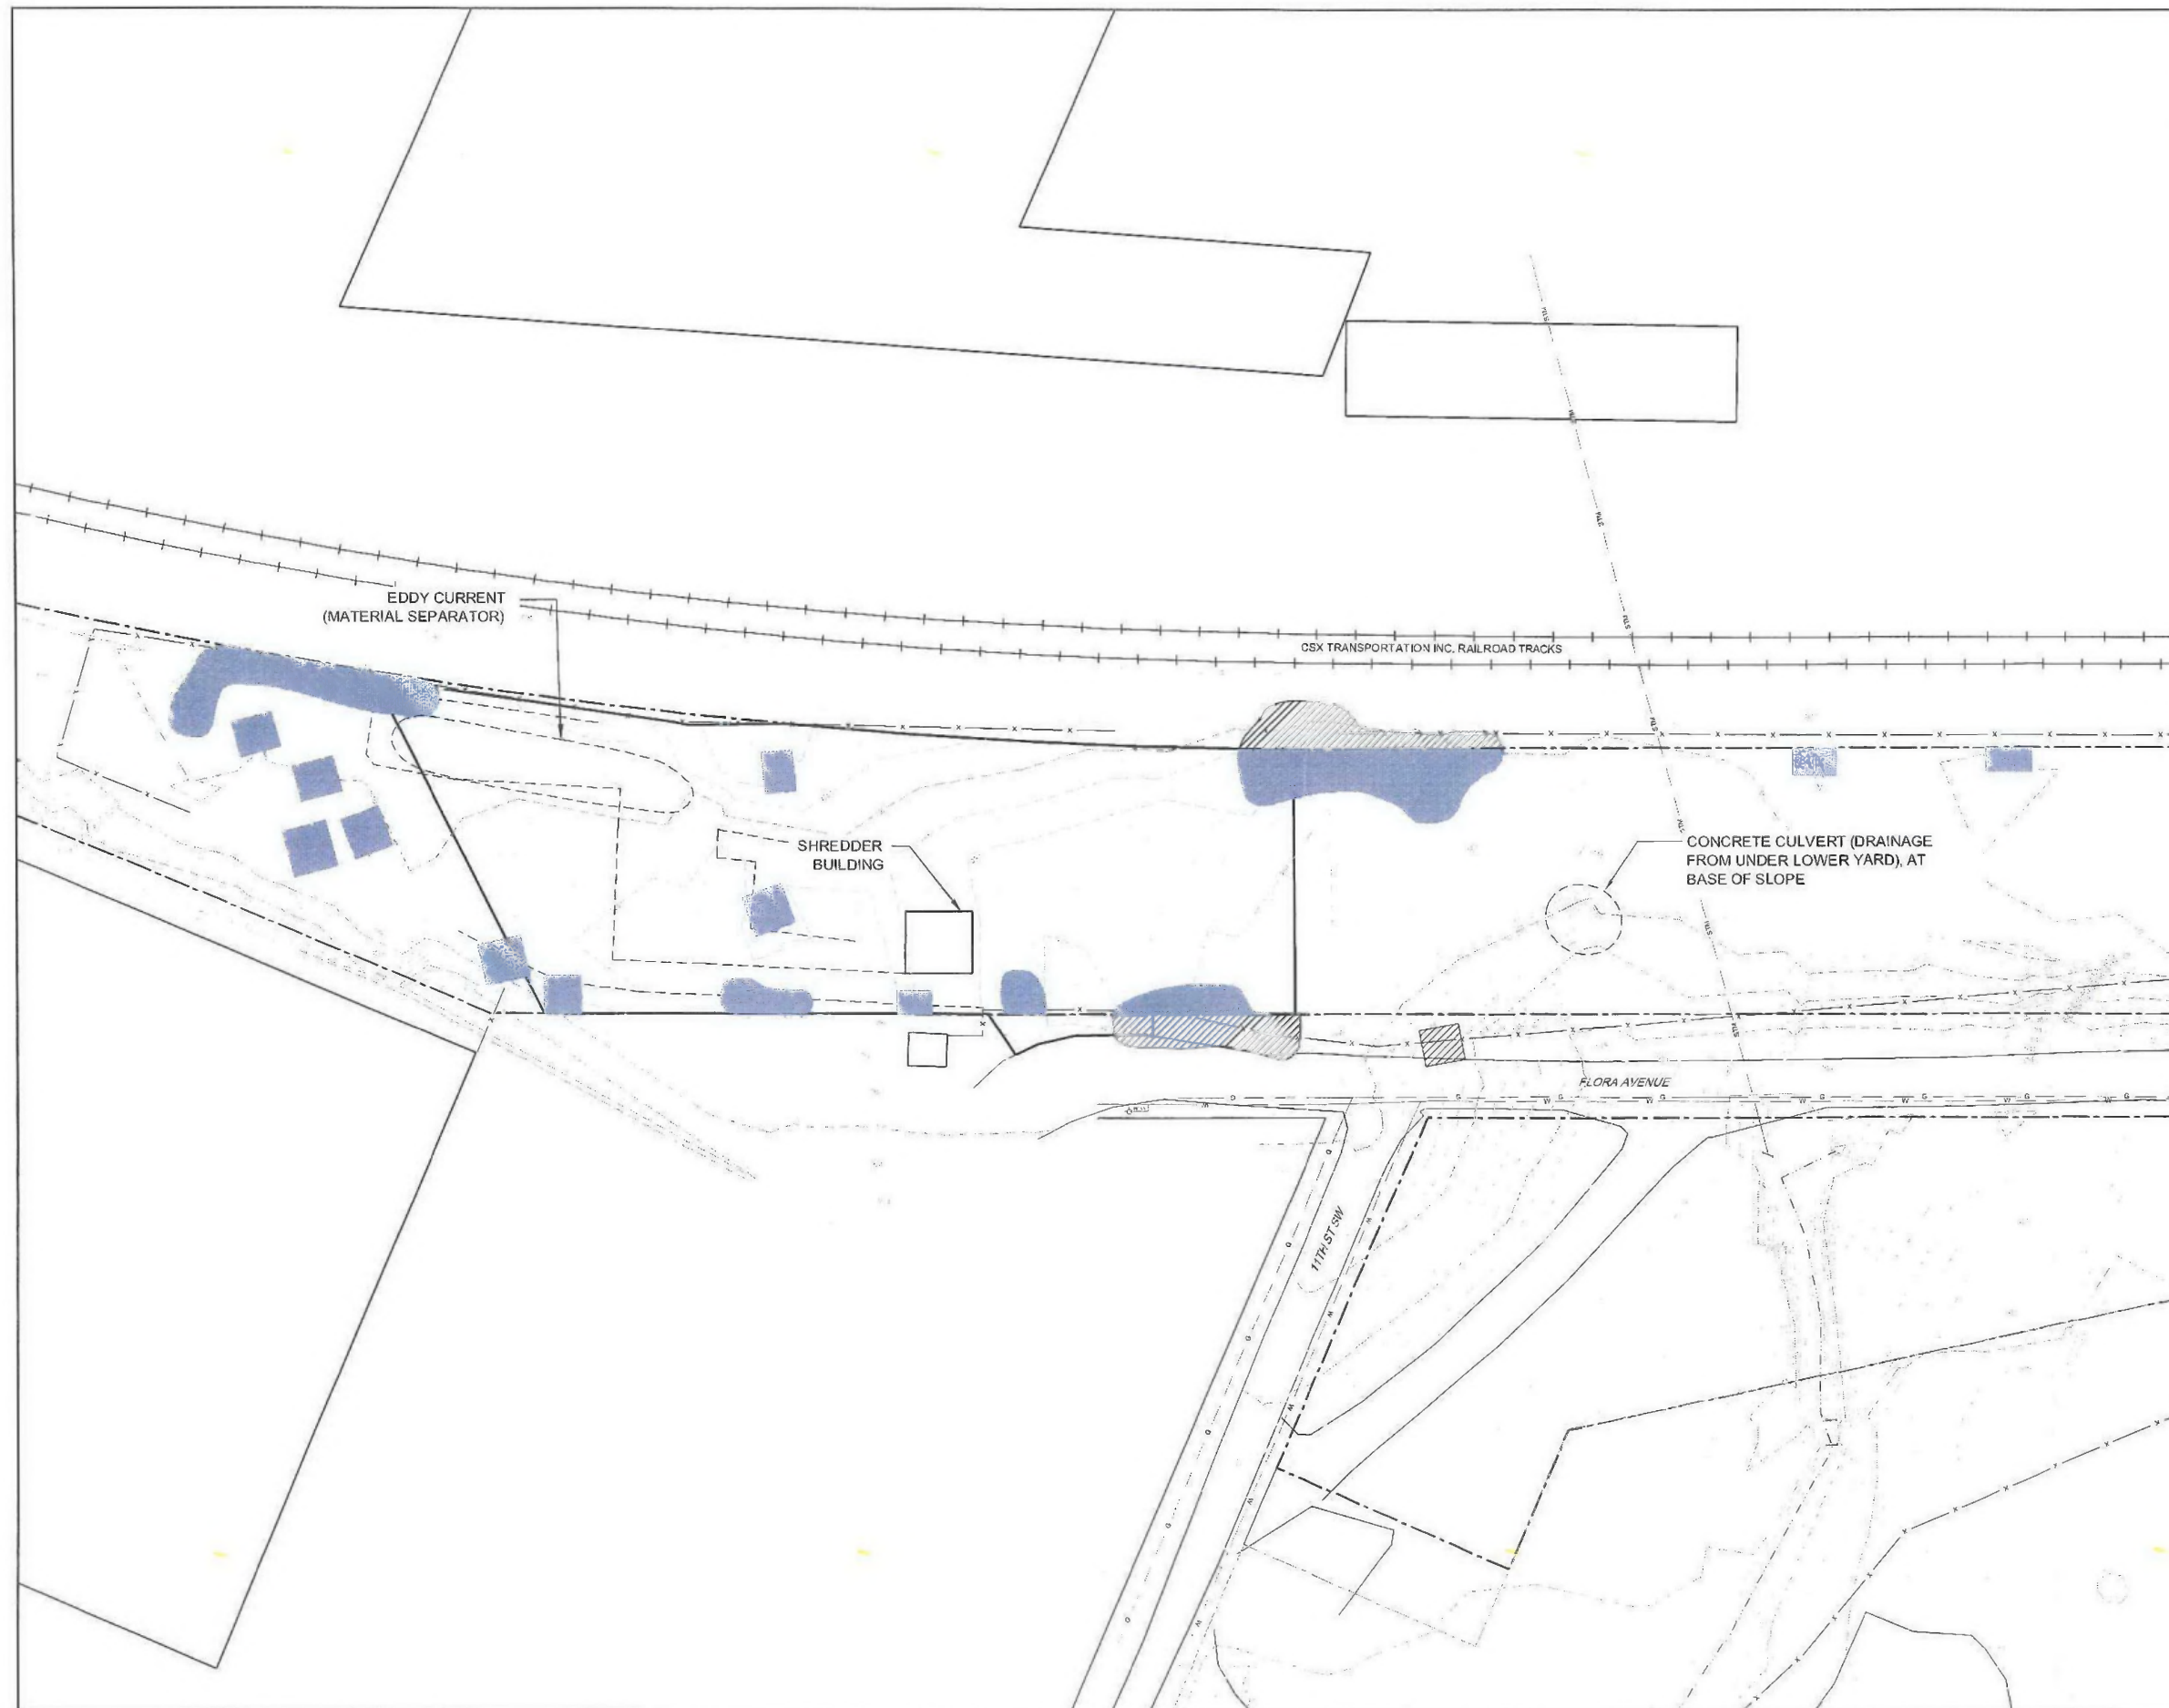 EDDY CURRENT
(MATERIAL SEPARATOR)
CSX TRANSPORTATION INC. RAILROAD TRACKS
SHREDDER
BUILDING
CONCRETE CULVERT (DRAINAGE
FROM UNDER LOWER YARD), AT
BASE OF SLOPE
FLORA AVENUE
11TH ST SW